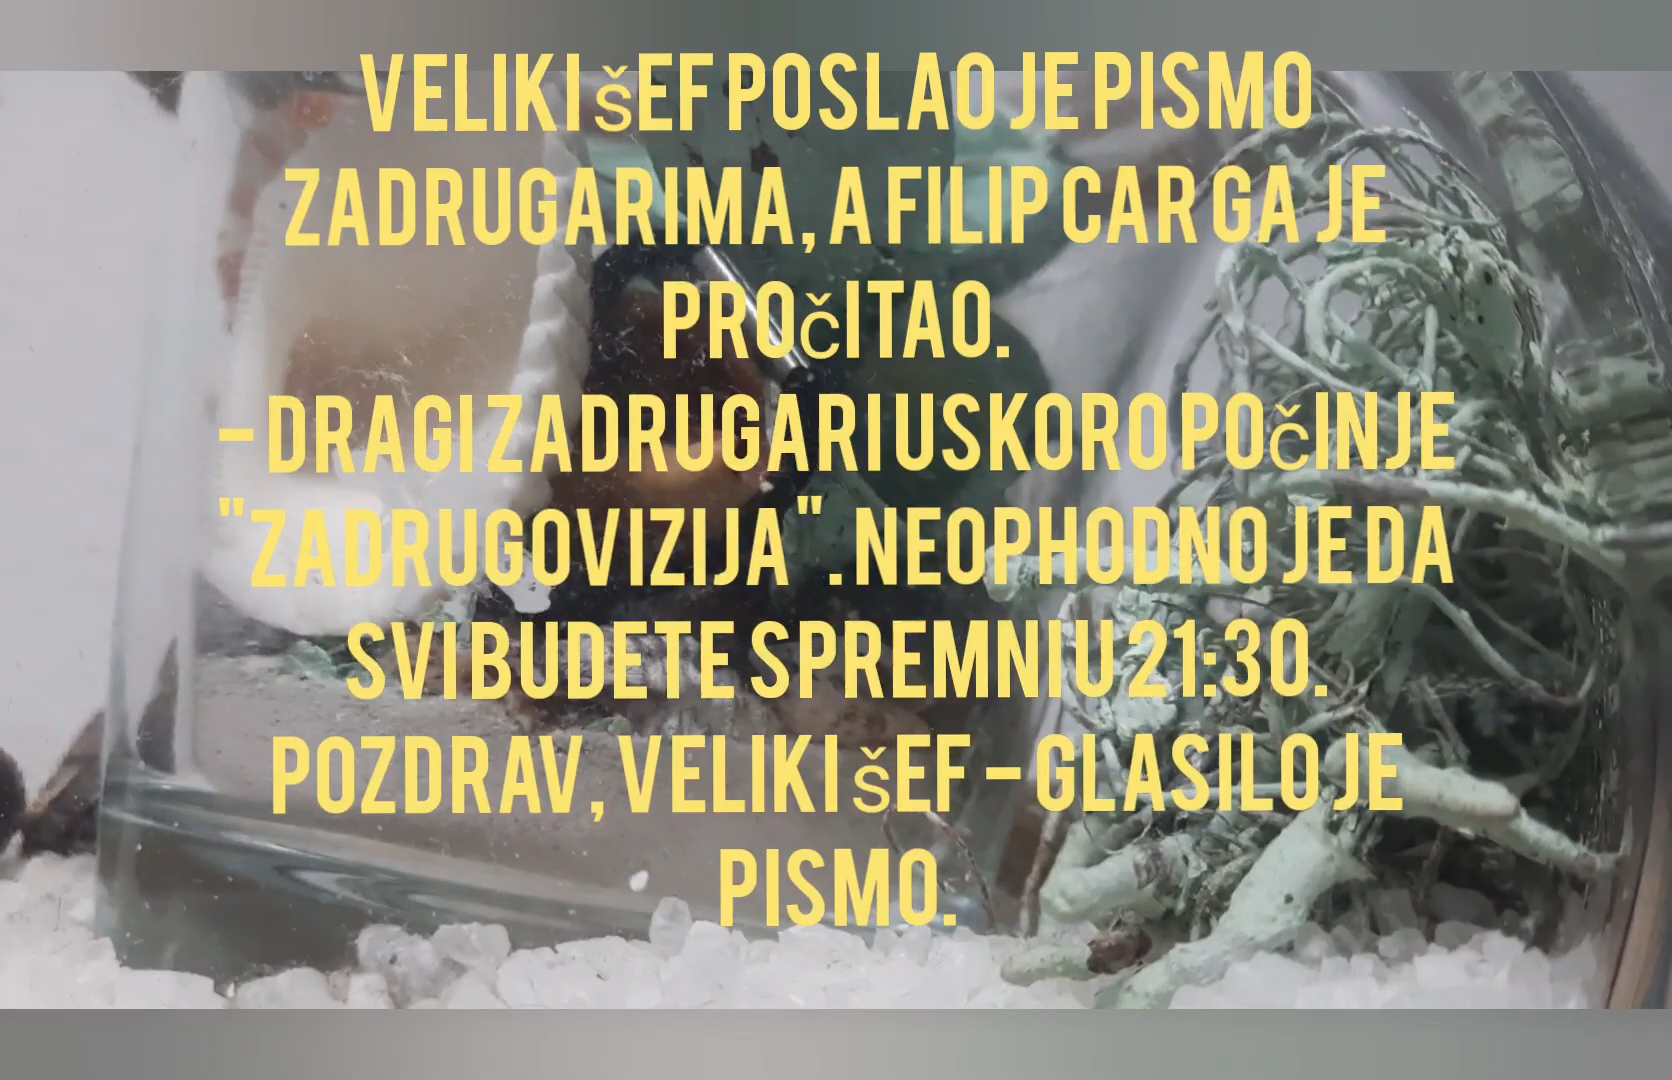 VELIKI šEF POSLAO JE PISMO
ZADRUGARIMA, A FILIP CAR GA JE
PROčITAO.
- DRAGI ZADRUGARI USKORO POčINJE
"ZADRUGOVIZIJA". NEOPHODNO JE DA
SVI BUDETE SPREMNI U 21:30.
POZDRAV, VELIKI šEF - GLASILO JE
PISMO.